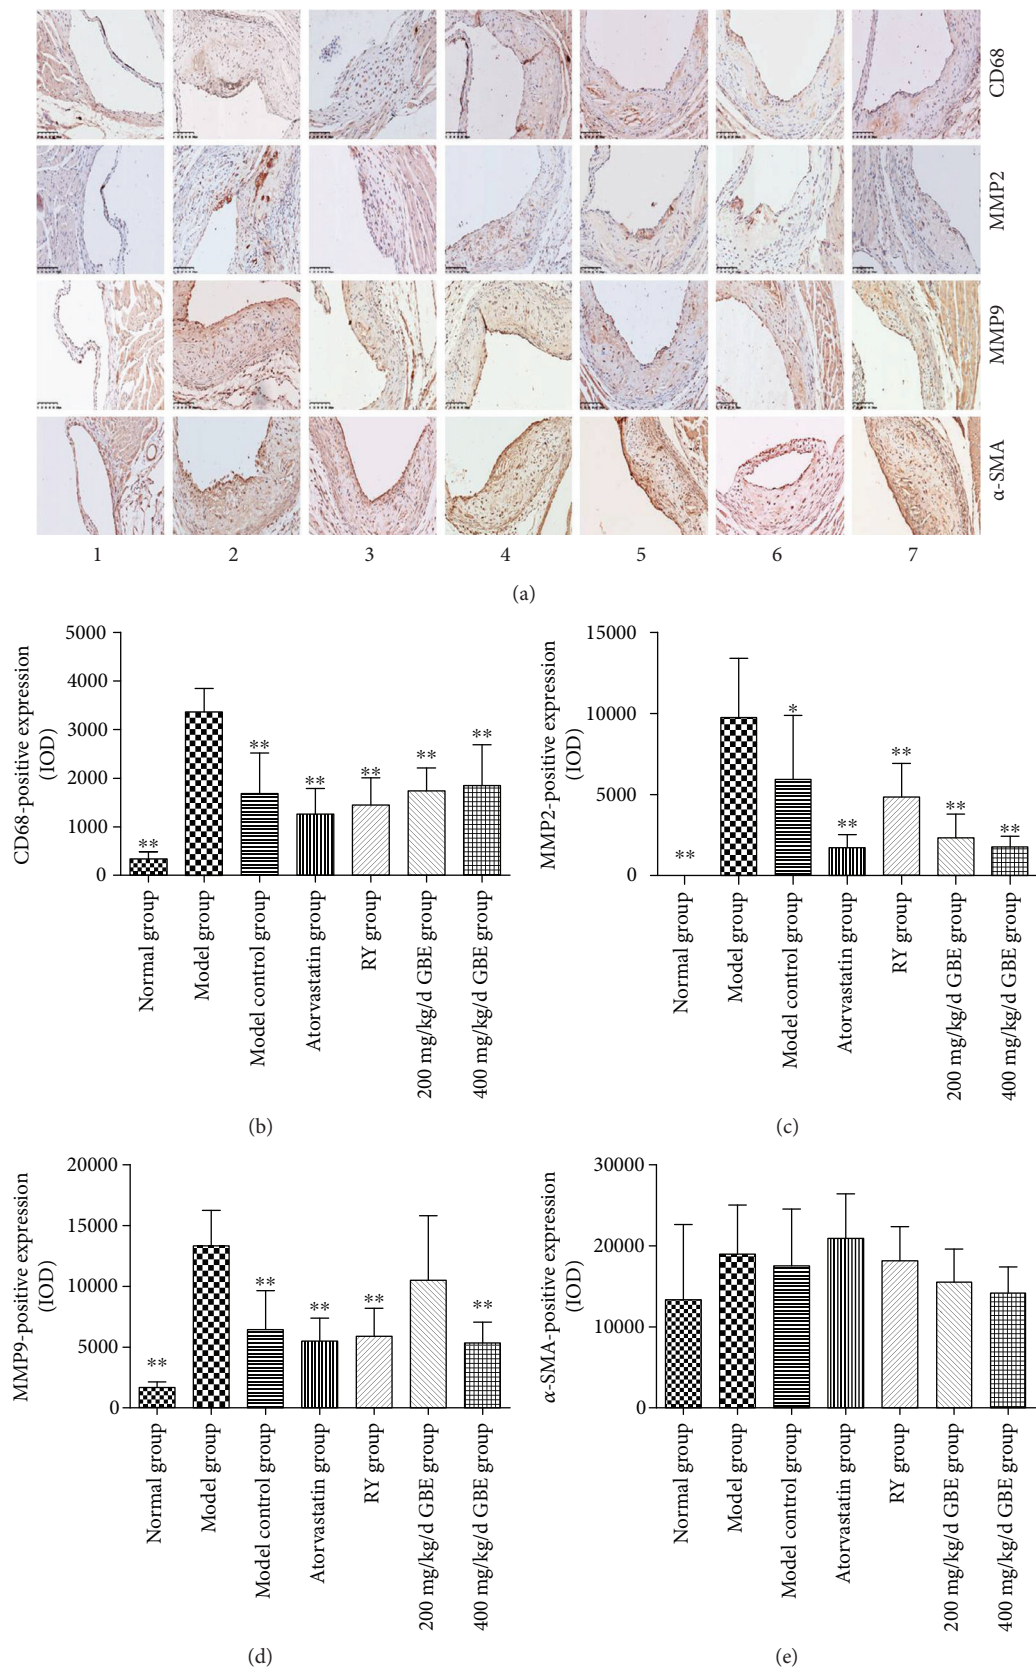 CD68
MMP2
MMP9
α-SMA
1 2 3 4 5 6 7
(a)
CD68-positive expression
(IOD)
5000
4000
3000
2000
1000
0
**
**
**
**
**
**
Normal group
Model group
Model control group
Atorvastatin group
RY group
200 mg/kg/d GBE group
400 mg/kg/d GBE group
(b)
MMP2-positive expression
(IOD)
15000
10000
5000
0
**
*
**
**
**
**
Normal group
Model group
Model control group
Atorvastatin group
RY group
200 mg/kg/d GBE group
400 mg/kg/d GBE group
(c)
MMP9-positive expression
(IOD)
20000
15000
10000
5000
0
**
**
**
**
**
Normal group
Model group
Model control group
Atorvastatin group
RY group
200 mg/kg/d GBE group
400 mg/kg/d GBE group
(d)
α-SMA-positive expression
(IOD)
30000
20000
10000
0
Normal group
Model group
Model control group
Atorvastatin group
RY group
200 mg/kg/d GBE group
400 mg/kg/d GBE group
(e)